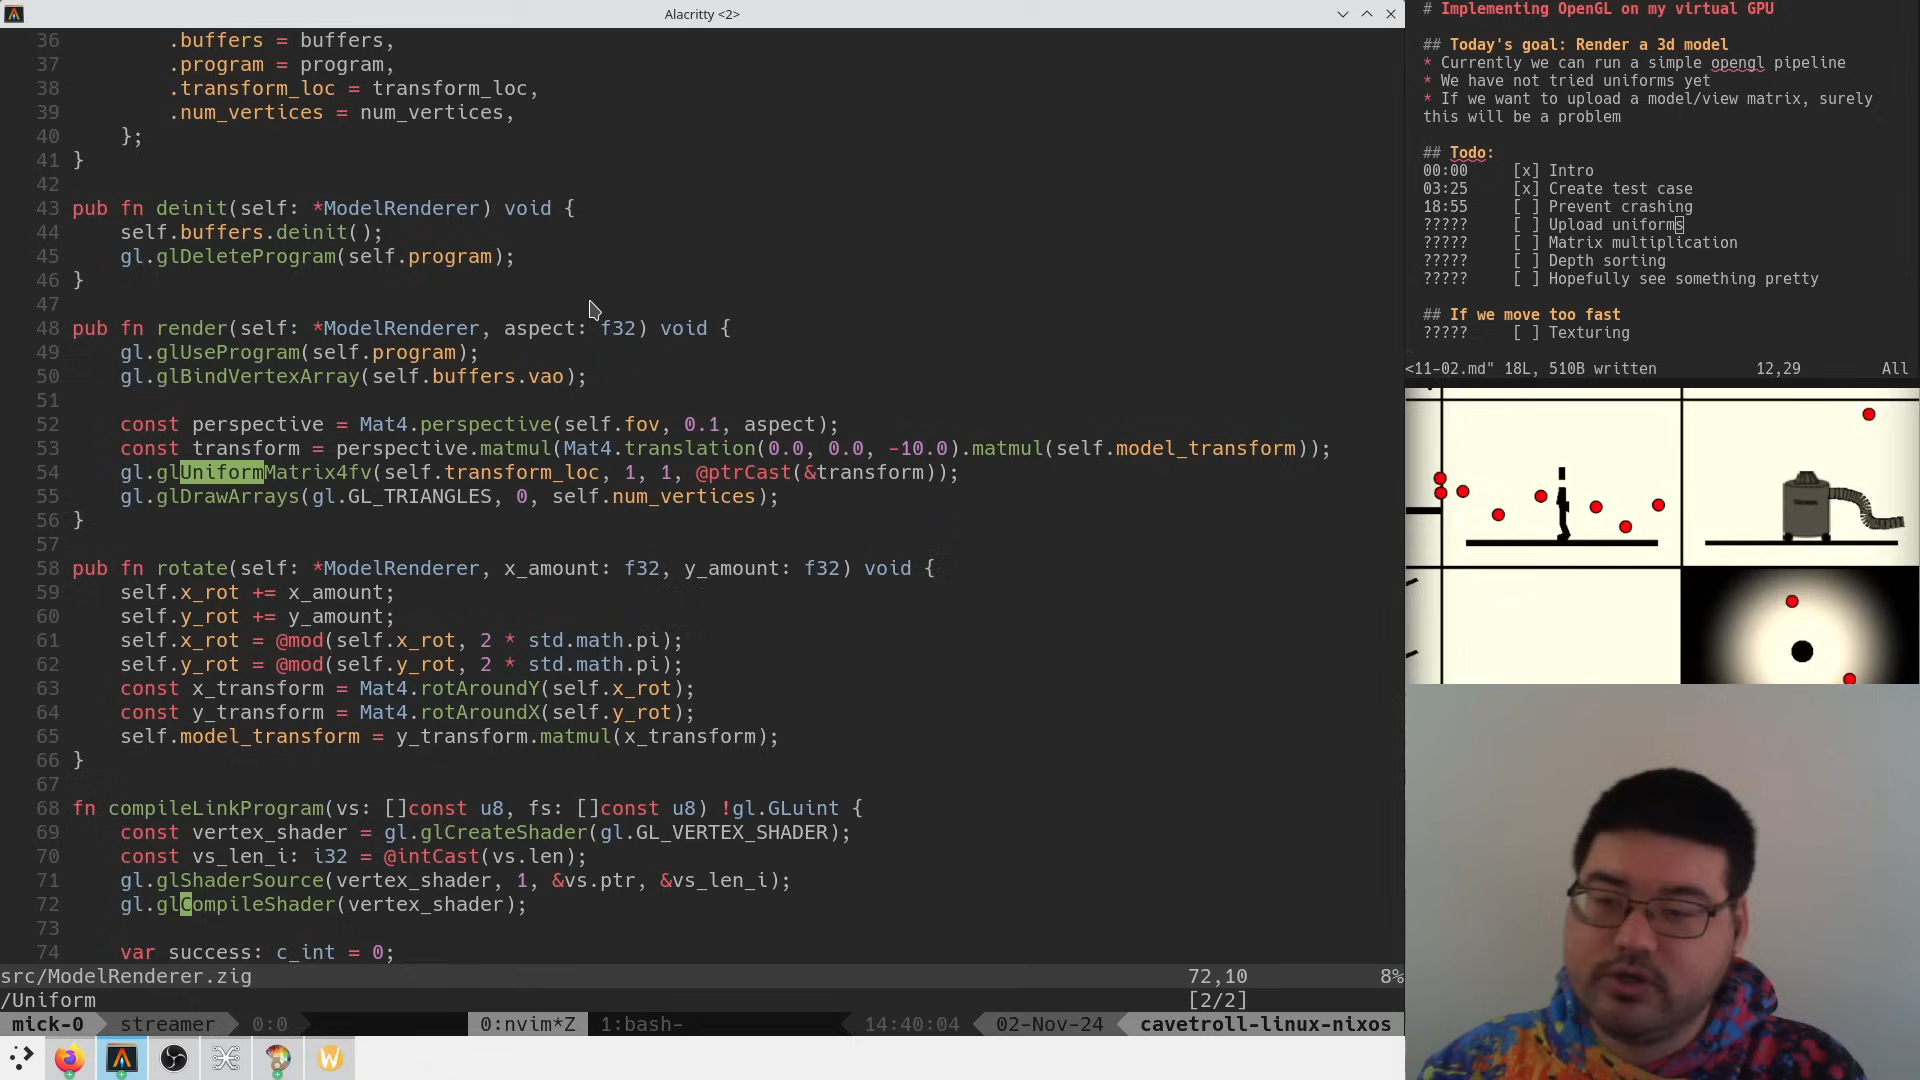 Alacritty <2>
36 .buffers = buffers,
37 .program = program,
38 .transform_loc = transform_loc,
39 .num_vertices = num_vertices,
40 };
41 }
42
43 pub fn deinit(self: *ModelRenderer) void {
44 self.buffers.deinit();
45 gl.glDeleteProgram(self.program);
46 }
47
48 pub fn render(self: *ModelRenderer, aspect: f32) void {
49 gl.glUseProgram(self.program);
50 gl.glBindVertexArray(self.buffers.vao);
51
52 const perspective = Mat4.perspective(self.fov, 0.1, aspect);
53 const transform = perspective.matmul(Mat4.translation(0.0, 0.0, -10.0).matmul(self.model_transform));
54 gl.glUniformMatrix4fv(self.transform_loc, 1, 1, @ptrCast(&transform));
55 gl.glDrawArrays(gl.GL_TRIANGLES, 0, self.num_vertices);
56 }
57
58 pub fn rotate(self: *ModelRenderer, x_amount: f32, y_amount: f32) void {
59 self.x_rot += x_amount;
60 self.y_rot += y_amount;
61 self.x_rot = @mod(self.x_rot, 2 * std.math.pi);
62 self.y_rot = @mod(self.y_rot, 2 * std.math.pi);
63 const x_transform = Mat4.rotAroundY(self.x_rot);
64 const y_transform = Mat4.rotAroundX(self.y_rot);
65 self.model_transform = y_transform.matmul(x_transform);
66 }
67
68 fn compileLinkProgram(vs: []const u8, fs: []const u8) !gl.GLuint {
69 const vertex_shader = gl.glCreateShader(gl.GL_VERTEX_SHADER);
70 const vs_len_i: i32 = @intCast(vs.len);
71 gl.glShaderSource(vertex_shader, 1, &vs.ptr, &vs_len_i);
72 gl.glCompileShader(vertex_shader);
73
74 var success: c_int = 0;
src/ModelRenderer.zig 72,10 8%
/Uniform [2/2]
mick-0 streamer 0:0 0:nvim*Z 1:bash- 14:40:04 02-Nov-24 cavetroll-linux-nixos
# Implementing OpenGL on my virtual GPU
## Today's goal: Render a 3d model
* Currently we can run a simple opengl pipeline
* We have not tried uniforms yet
* If we want to upload a model/view matrix, surely
this will be a problem
## Todo:
00:00 [x] Intro
03:25 [x] Create test case
18:55 [ ] Prevent crashing
????? [ ] Upload uniforms
????? [ ] Matrix multiplication
????? [ ] Depth sorting
????? [ ] Hopefully see something pretty
## If we move too fast
????? [ ] Texturing
<11-02.md" 18L, 510B written 12,29 All